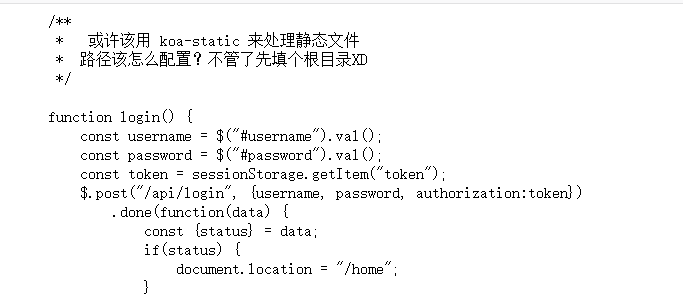 /**
*   或许该用 koa-static 来处理静态文件
*  路径该怎么配置？不管了先填个根目录XD
*/
function login() {
const username = $("#username").val();
const password = $("#password").val();
const token = sessionStorage.getItem("token");
$.post("/api/login", {username, password, authorization:token})
.done(function(data) {
const {status} = data;
if(status) {
document.location = "/home";
}